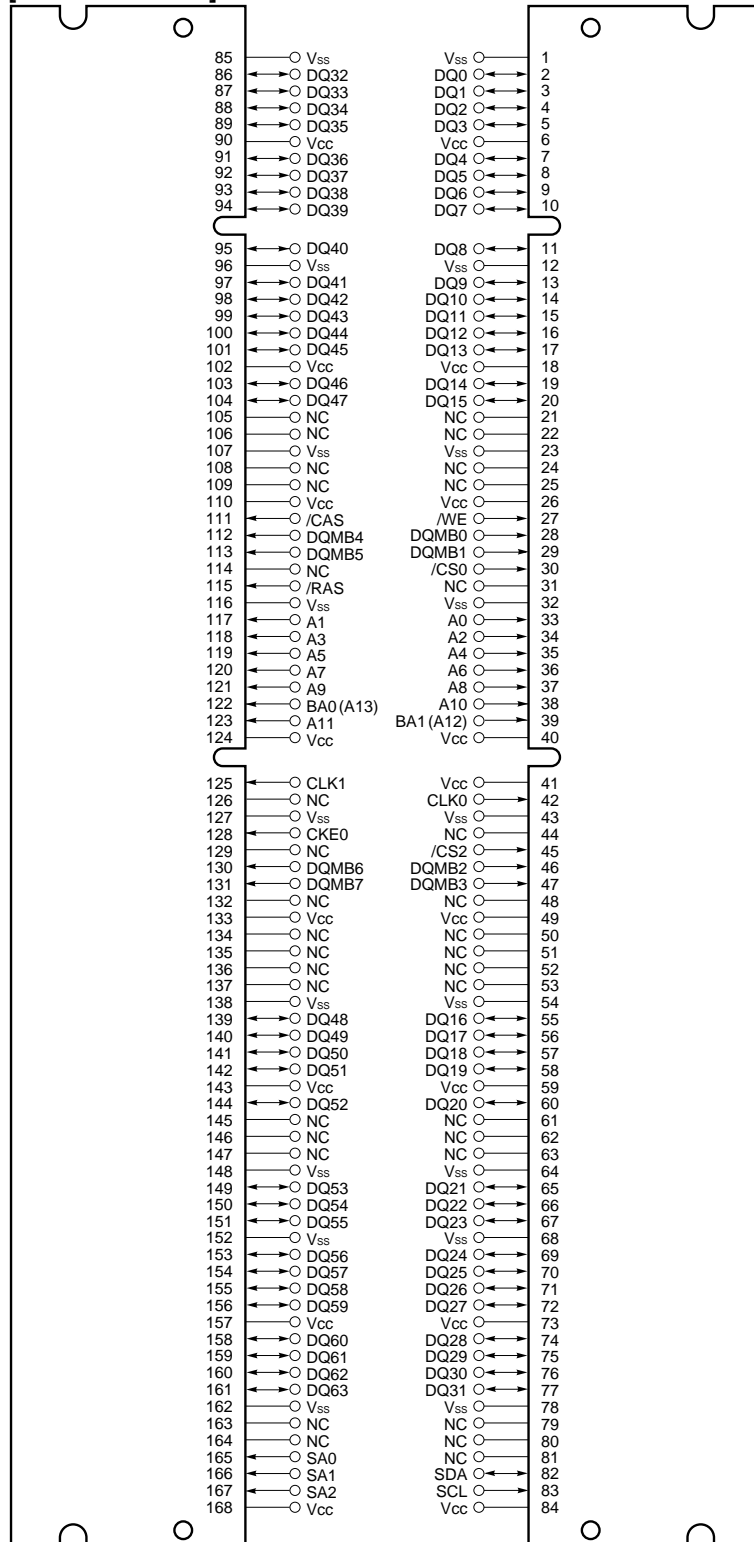 85 Vss Vss 1
86 DQ32 DQ0 2
87 DQ33 DQ1 3
88 DQ34 DQ2 4
89 DQ35 DQ3 5
90 Vcc Vcc 6
91 DQ36 DQ4 7
92 DQ37 DQ5 8
93 DQ38 DQ6 9
94 DQ39 DQ7 10
95 DQ40 DQ8 11
96 Vss Vss 12
97 DQ41 DQ9 13
98 DQ42 DQ10 14
99 DQ43 DQ11 15
100 DQ44 DQ12 16
101 DQ45 DQ13 17
102 Vcc Vcc 18
103 DQ46 DQ14 19
104 DQ47 DQ15 20
105 NC NC 21
106 NC NC 22
107 Vss Vss 23
108 NC NC 24
109 NC NC 25
110 Vcc Vcc 26
111 /CAS /WE 27
112 DQMB4 DQMB0 28
113 DQMB5 DQMB1 29
114 NC /CS0 30
115 /RAS NC 31
116 Vss Vss 32
117 A1 A0 33
118 A3 A2 34
119 A5 A4 35
120 A7 A6 36
121 A9 A8 37
122 BA0 (A13) A10 38
123 A11 BA1 (A12) 39
124 Vcc Vcc 40
125 CLK1 Vcc 41
126 NC CLK0 42
127 Vss Vss 43
128 CKE0 NC 44
129 NC /CS2 45
130 DQMB6 DQMB2 46
131 DQMB7 DQMB3 47
132 NC NC 48
133 Vcc Vcc 49
134 NC NC 50
135 NC NC 51
136 NC NC 52
137 NC NC 53
138 Vss Vss 54
139 DQ48 DQ16 55
140 DQ49 DQ17 56
141 DQ50 DQ18 57
142 DQ51 DQ19 58
143 Vcc Vcc 59
144 DQ52 DQ20 60
145 NC NC 61
146 NC NC 62
147 NC NC 63
148 Vss Vss 64
149 DQ53 DQ21 65
150 DQ54 DQ22 66
151 DQ55 DQ23 67
152 Vss Vss 68
153 DQ56 DQ24 69
154 DQ57 DQ25 70
155 DQ58 DQ26 71
156 DQ59 DQ27 72
157 Vcc Vcc 73
158 DQ60 DQ28 74
159 DQ61 DQ29 75
160 DQ62 DQ30 76
161 DQ63 DQ31 77
162 Vss Vss 78
163 NC NC 79
164 NC NC 80
165 SA0 NC 81
166 SA1 SDA 82
167 SA2 SCL 83
168 Vcc Vcc 84